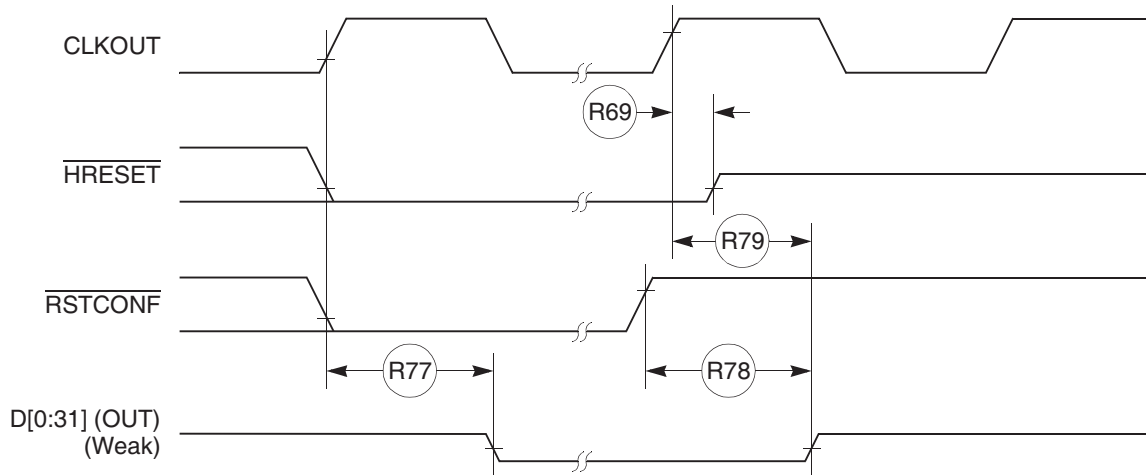 CLKOUT
R69
HRESET
R79
RSTCONF
R77
R78
D[0:31] (OUT)
(Weak)